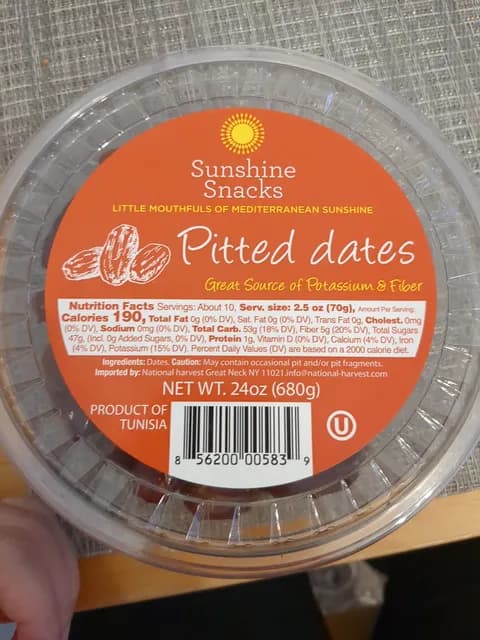 Sunshine
Snacks
LITTLE MOUTHFULS OF MEDITERRANEAN SUNSHINE
Pitted dates
Great Source of Potassium & Fiber
Nutrition Facts Servings: About 10, Serv. size: 2.5 oz (70g), Amount Per Serving:
Calories 190, Total Fat 0g (0% DV), Sat. Fat 0g (0% DV), Trans Fat 0g, Cholest. 0mg
(0% DV), Sodium 0mg (0% DV), Total Carb. 53g (18% DV), Fiber 5g (20% DV), Total Sugars
47g, (Incl. 0g Added Sugars, 0% DV), Protein 1g, Vitamin D (0% DV), Calcium (4% DV), Iron
(4% DV), Potassium (15% DV). Percent Daily Values (DV) are based on a 2000 calorie diet.
Ingredients: Dates. Caution: May contain occasional pit and/or pit fragments.
Imported by: National harvest Great Neck NY 11021.info@national-harvest.com
NET WT. 24oz (680g)
PRODUCT OF
TUNISIA
U
8 56200 00583 9